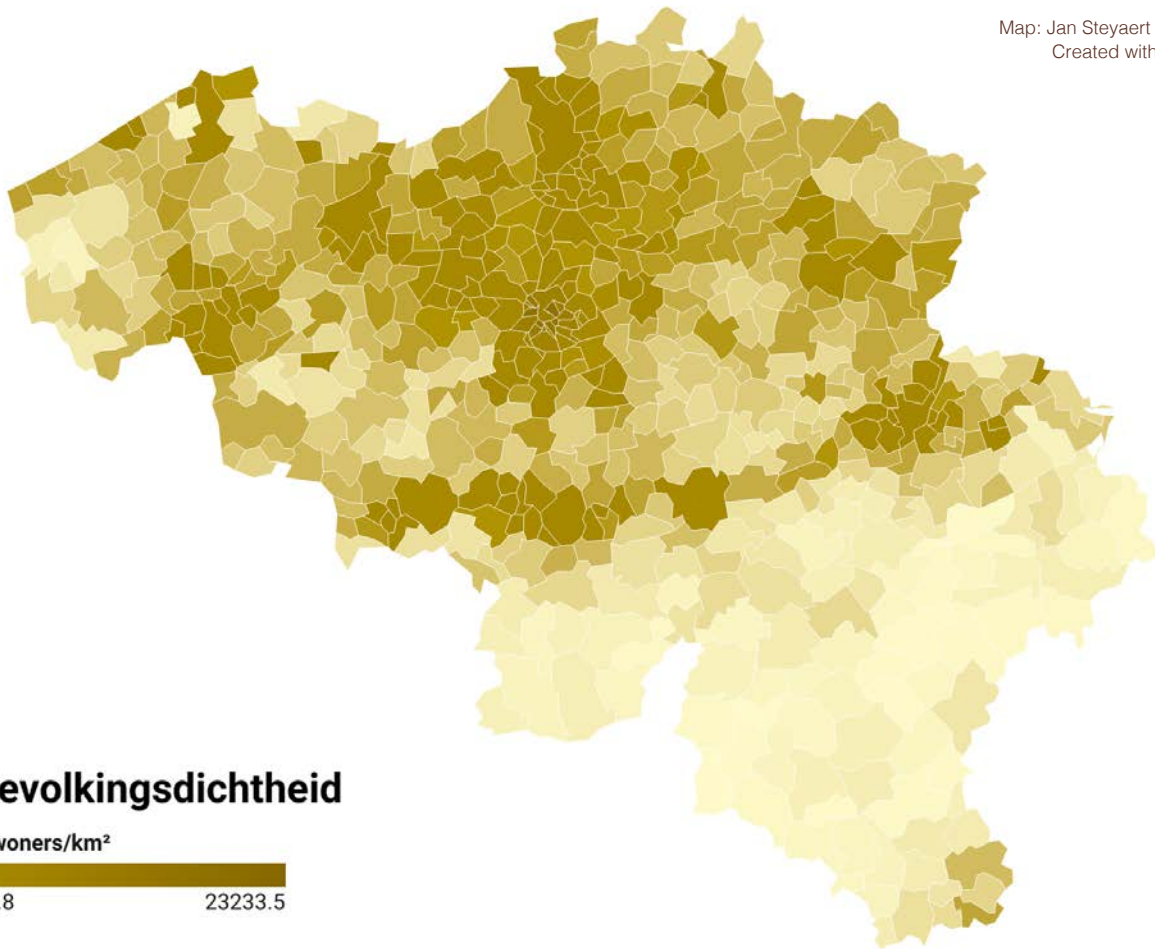 Map: Jan Steyaert
Created with
evolkingsdichtheid
woners/km²
.8
23233.5